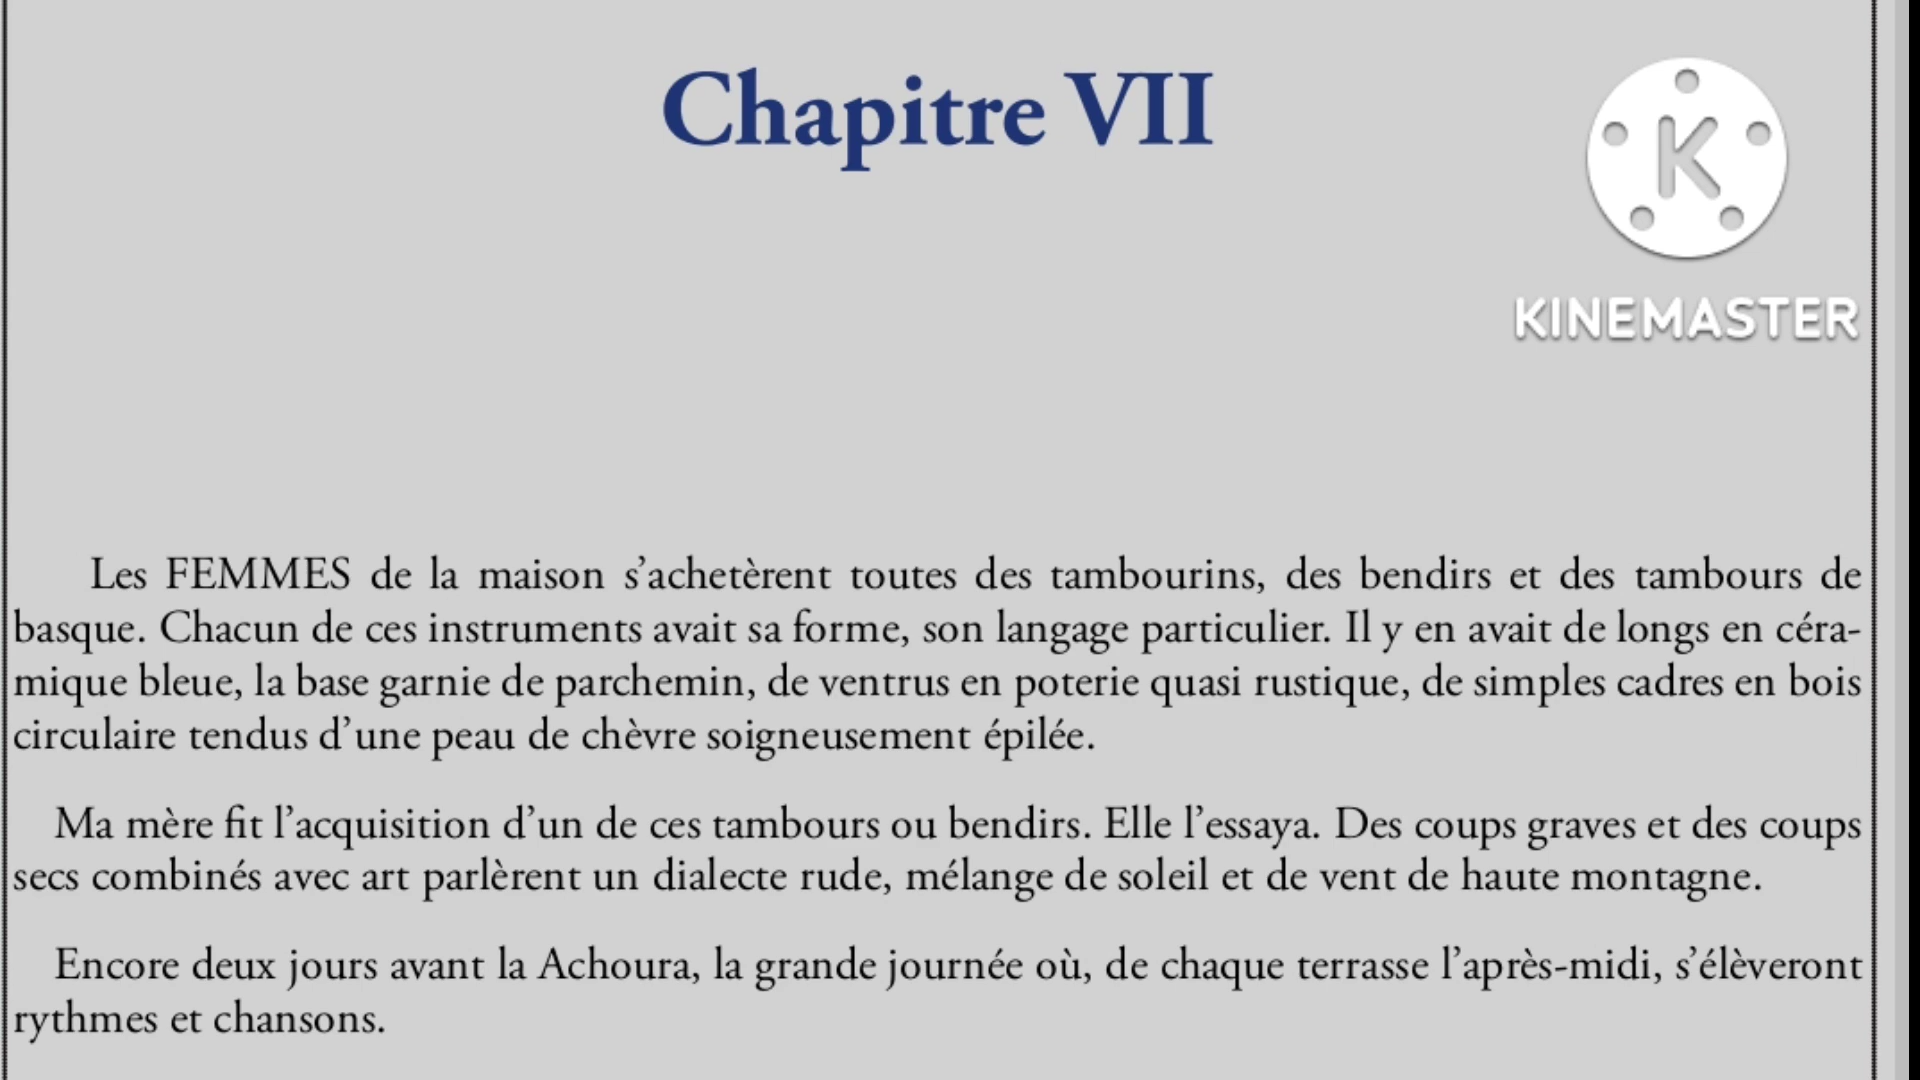 Chapitre VII
KINEMASTER
Les FEMMES de la maison s’achetèrent toutes des tambourins, des bendirs et des tambours de
basque. Chacun de ces instruments avait sa forme, son langage particulier. Il y en avait de longs en céra-
mique bleue, la base garnie de parchemin, de ventrus en poterie quasi rustique, de simples cadres en bois
circulaire tendus d’une peau de chèvre soigneusement épilée.
Ma mère fit l’acquisition d’un de ces tambours ou bendirs. Elle l’essaya. Des coups graves et des coups
secs combinés avec art parlèrent un dialecte rude, mélange de soleil et de vent de haute montagne.
Encore deux jours avant la Achoura, la grande journée où, de chaque terrasse l’après-midi, s’élèveront
rythmes et chansons.